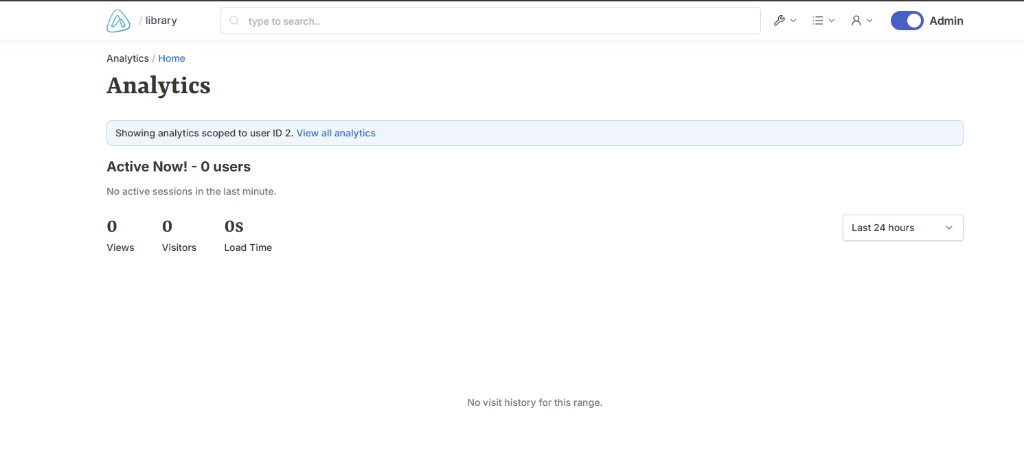 / library
type to search..
Admin
Analytics / Home
Analytics
Showing analytics scoped to user ID 2. View all analytics
Active Now! - 0 users
No active sessions in the last minute.
0 0 0s
Views Visitors Load Time
Last 24 hours
No visit history for this range.